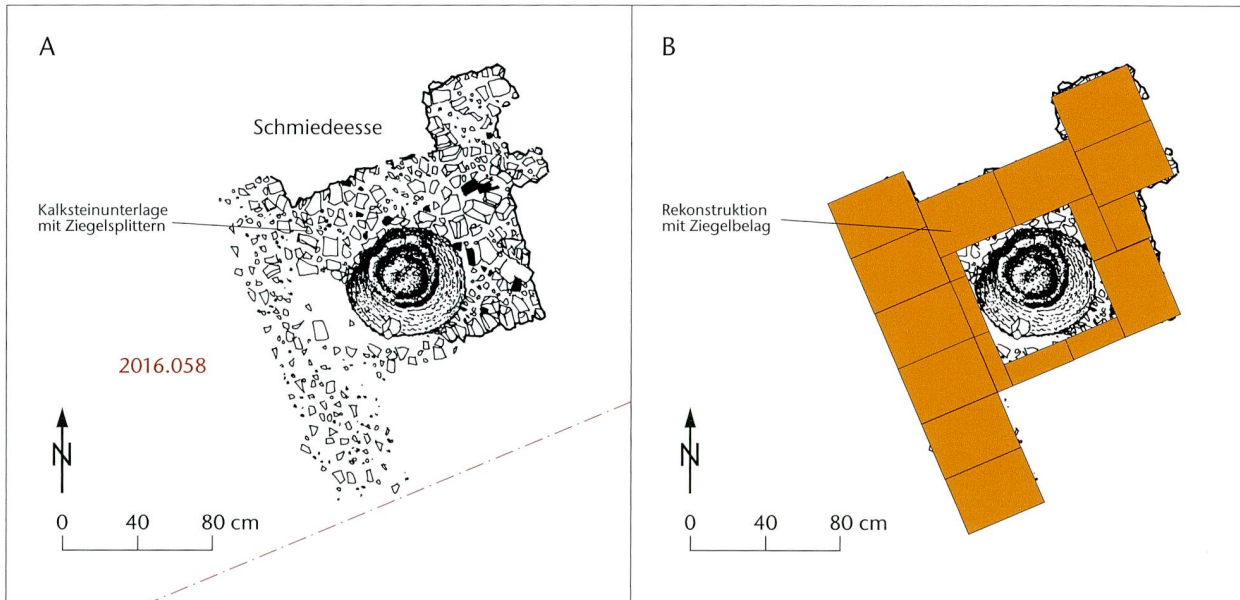 A
Schmiedeesse
Kalksteinunterlage
mit Ziegelsplittern
2016.058
N
0 40 80 cm
B
Rekonstruktion
mit Ziegelbelag
N
0 40 80 cm